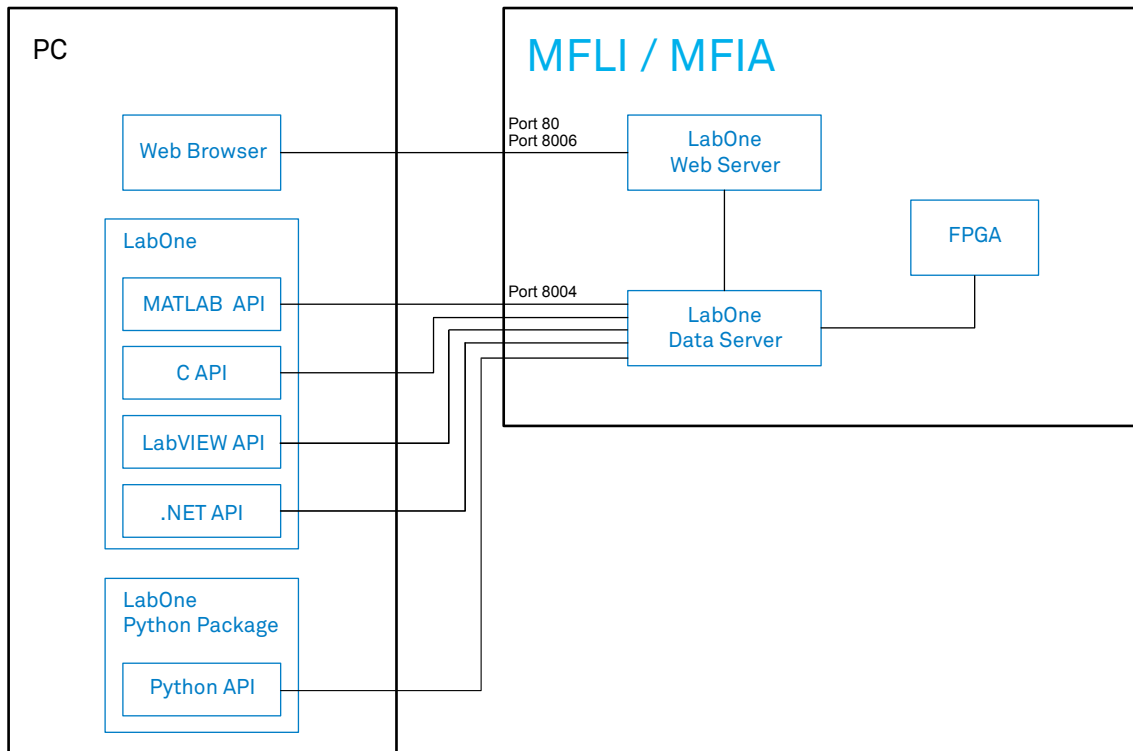 PC
MFLI / MFIA
Web Browser
Port 80
Port 8006
LabOne
Web Server
FPGA
LabOne
MATLAB API
Port 8004
LabOne
Data Server
C API
LabVIEW API
.NET API
LabOne
Python Package
Python API